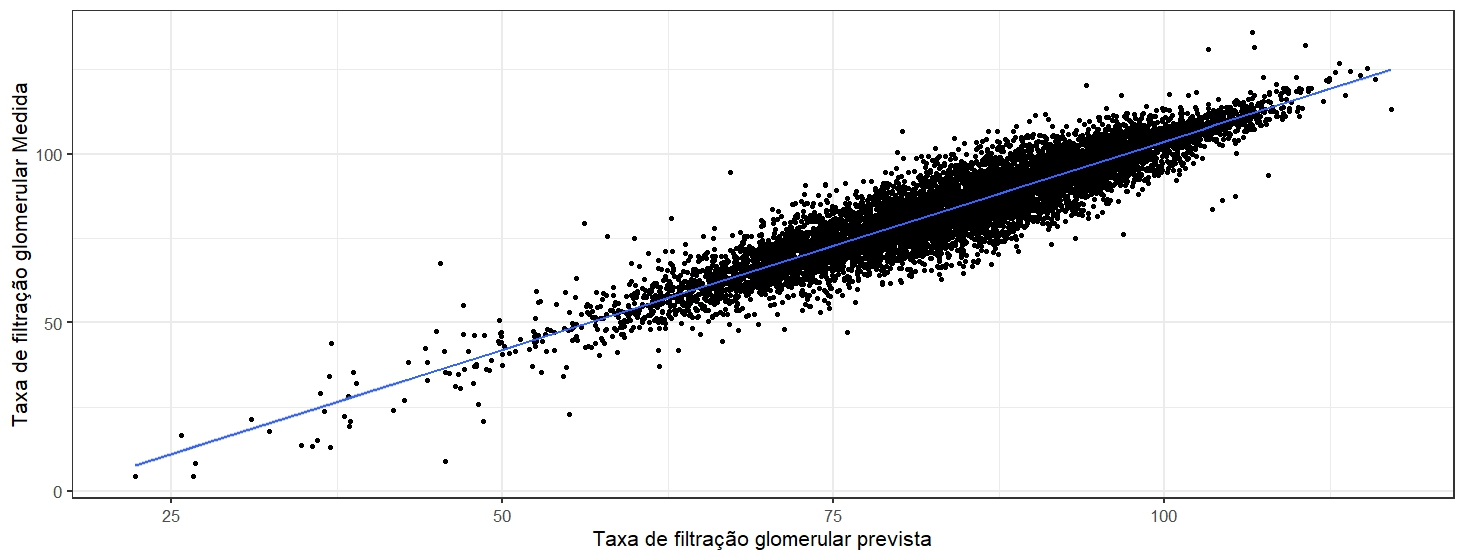 Taxa de filtração glomerular Medida
100
50
0
25 50 75 100
Taxa de filtração glomerular prevista